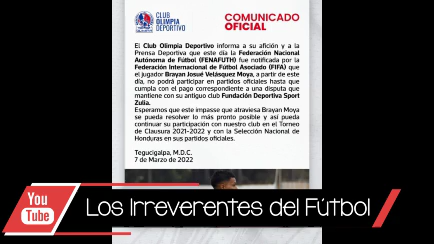 CLUB
OLIMPIA
DEPORTIVO
COMUNICADO
OFICIAL
El Club Olimpia Deportivo informa a su afición y a la
Prensa Deportiva que este día la Federación Nacional
Autónoma de Fútbol (FENAFUTH) fue notificada por la
Federación Internacional de Fútbol Asociado (FIFA) que
el jugador Brayan Josué Velásquez Moya, a partir de este
día, no podrá participar en partidos oficiales hasta que
cumpla con el pago correspondiente a una disputa que
mantiene con su antiguo club Fundación Deportiva Sport
Zulia.
Esperamos que este impasse que atraviesa Brayan Moya
se pueda resolver lo más pronto posible y así pueda
continuar su participación con nuestro club en el Torneo
de Clausura 2021-2022 y con la Selección Nacional de
Honduras en sus partidos oficiales.
Tegucigalpa, M.D.C.
7 de Marzo de 2022
You
Tube
Los Irreverentes del Fútbol